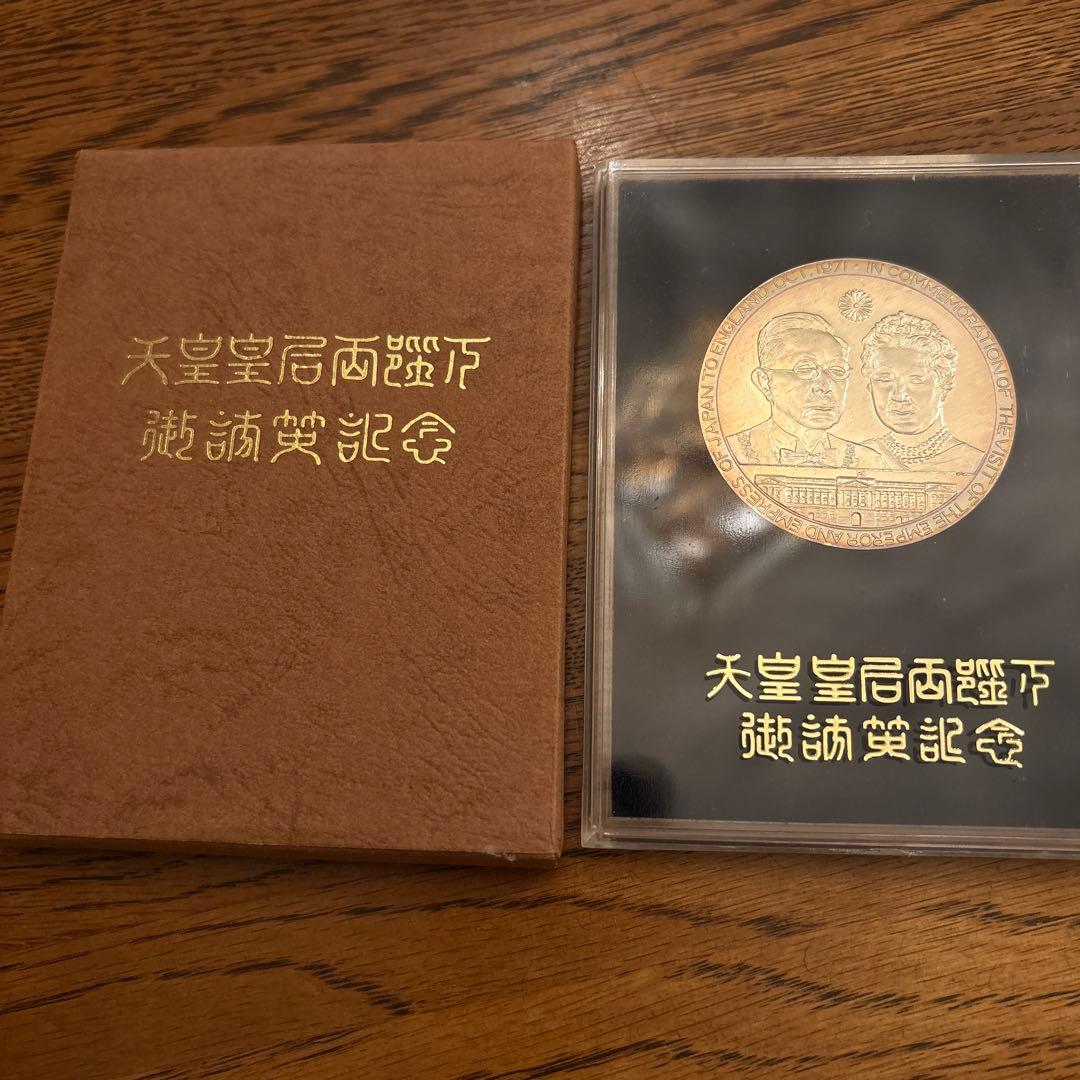 天皇皇后両陛下
御訪英記念
IN COMMEMORATION OF THE VISIT OF THE EMPEROR AND EMPRESS OF JAPAN TO ENGLAND, OCT. 1971 ·
天皇皇后両陛下
御訪英記念